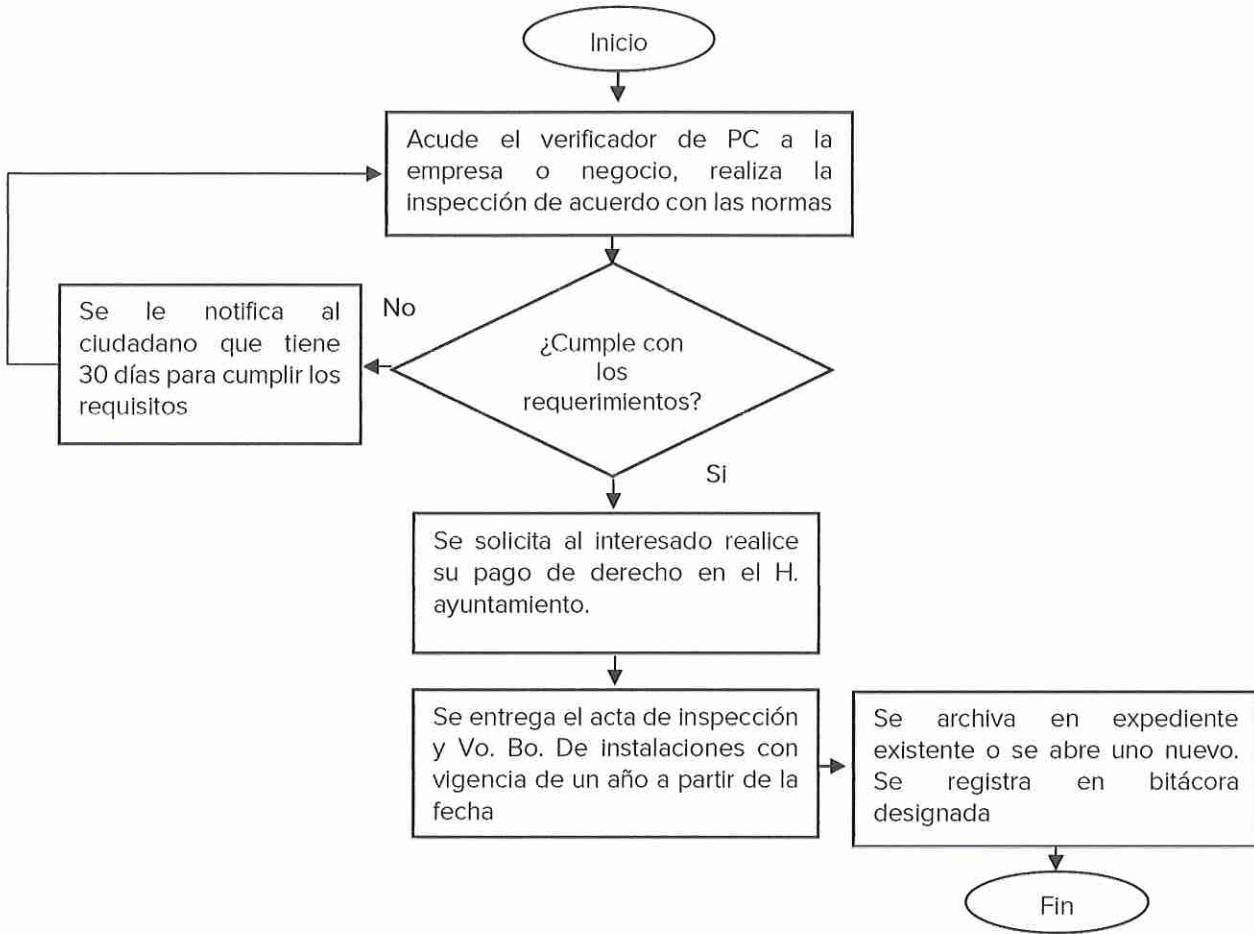 Inicio
Acude el verificador de PC a la
empresa o negocio, realiza la
inspección de acuerdo con las normas
No
Se le notifica al
ciudadano que tiene
30 días para cumplir los
requisitos
¿Cumple con
los
requerimientos?
Si
Se solicita al interesado realice
su pago de derecho en el H.
ayuntamiento.
Se entrega el acta de inspección
y Vo. Bo. De instalaciones con
vigencia de un año a partir de la
fecha
Se archiva en expediente
existente o se abre uno nuevo.
Se registra en bitácora
designada
Fin